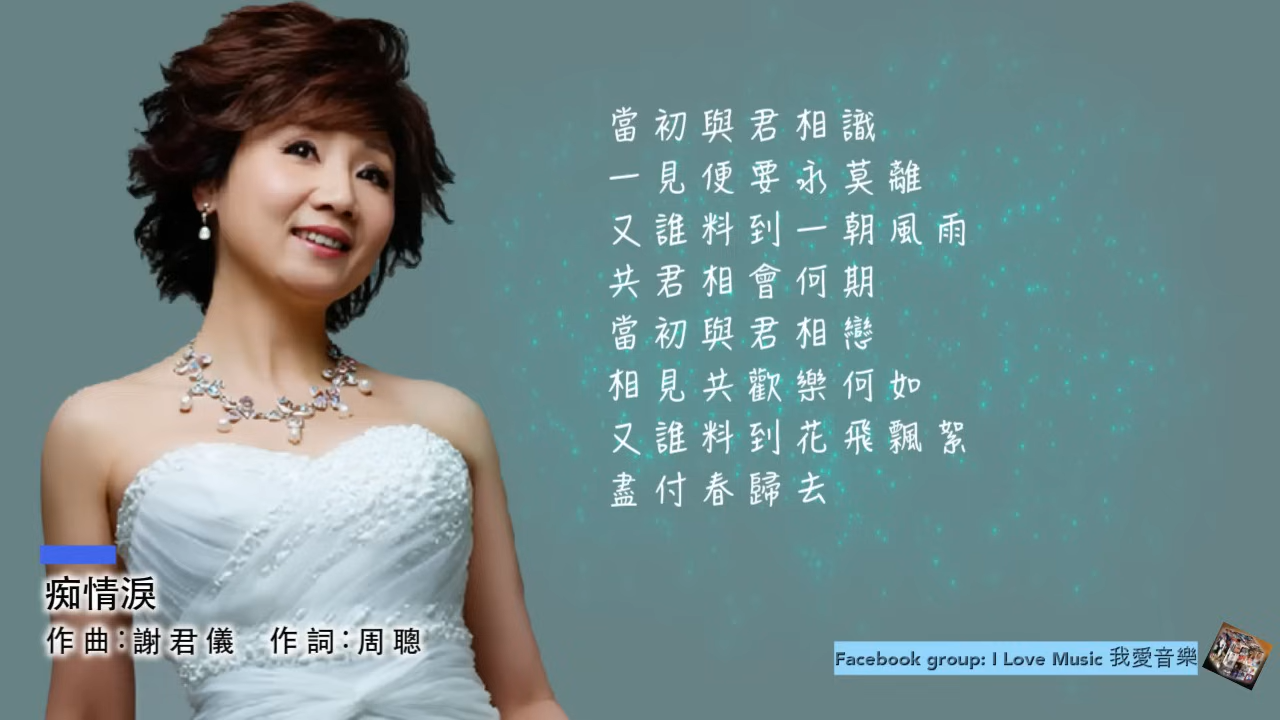 當初與君相識
一見便要永莫離
又誰料到一朝風雨
共君相會何期
當初與君相戀
相見共歡樂何如
又誰料到花飛飄絮
盡付春歸去
痴情淚
作曲：謝君儀　作詞：周聰
Facebook group: I Love Music 我愛音樂